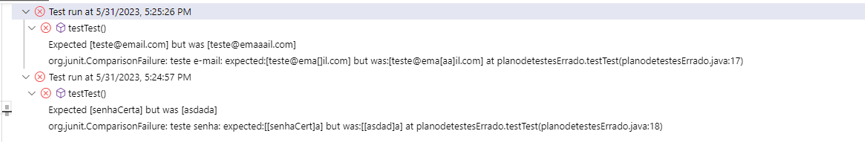 Test run at 5/31/2023, 5:25:26 PM
testTest()
Expected [teste@email.com] but was [teste@emaaail.com]
org.junit.ComparisonFailure: teste e-mail: expected:[teste@ema[]il.com] but was:[teste@ema[aa]il.com] at planodetestesErrado.testTest(planodetestesErrado.java:17)
Test run at 5/31/2023, 5:24:57 PM
testTest()
Expected [senhaCerta] but was [asdada]
org.junit.ComparisonFailure: teste senha: expected:[[senhaCert]a] but was:[[asdad]a] at planodetestesErrado.testTest(planodetestesErrado.java:18)